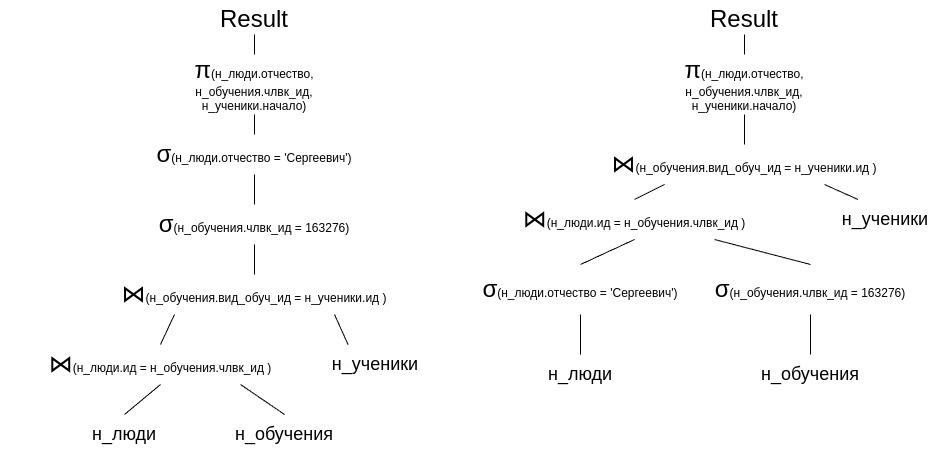 Result
π(н_люди.отчество,
н_обучения.члвк_ид,
н_ученики.начало)
σ(н_люди.отчество = 'Сергеевич')
σ(н_обучения.члвк_ид = 163276)
⋈(н_обучения.вид_обуч_ид = н_ученики.ид )
⋈(н_люди.ид = н_обучения.члвк_ид )
н_ученики
н_люди
н_обучения
Result
π(н_люди.отчество,
н_обучения.члвк_ид,
н_ученики.начало)
⋈(н_обучения.вид_обуч_ид = н_ученики.ид )
⋈(н_люди.ид = н_обучения.члвк_ид )
н_ученики
σ(н_люди.отчество = 'Сергеевич')
σ(н_обучения.члвк_ид = 163276)
н_люди
н_обучения